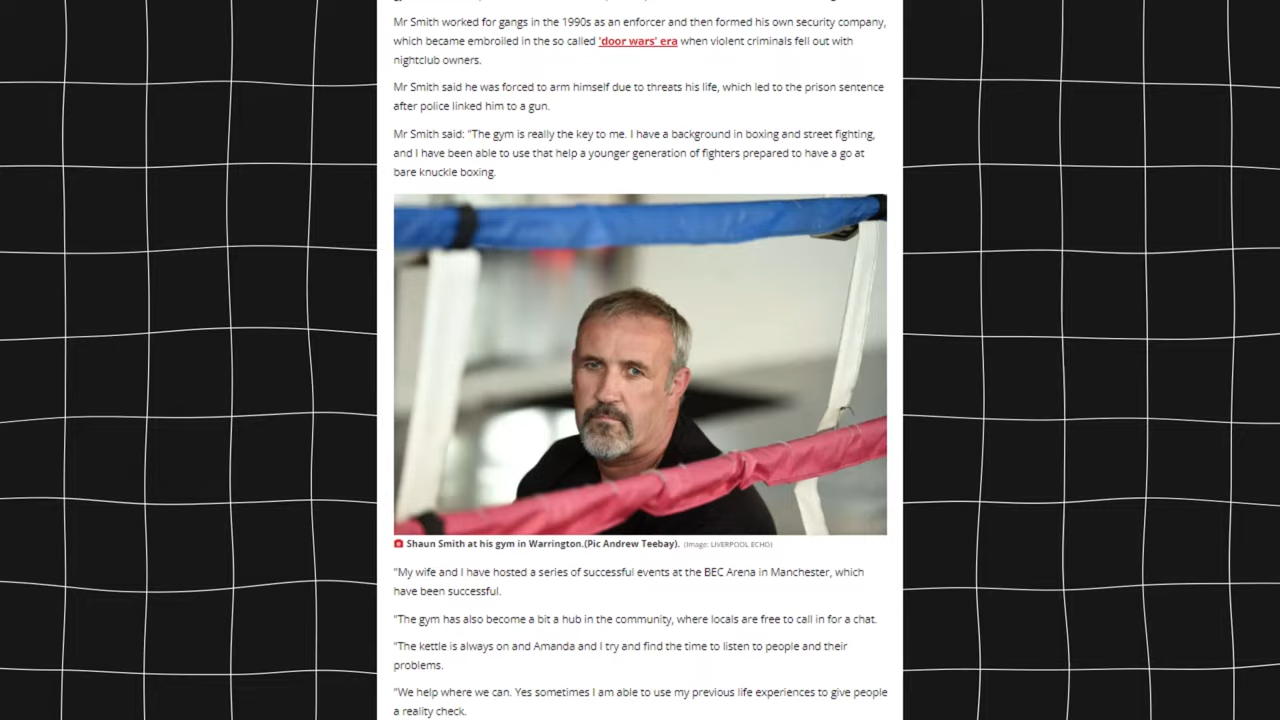 Mr Smith worked for gangs in the 1990s as an enforcer and then formed his own security company,
which became embroiled in the so called 'door wars' era when violent criminals fell out with
nightclub owners.
Mr Smith said he was forced to arm himself due to threats his life, which led to the prison sentence
after police linked him to a gun.
Mr Smith said: "The gym is really the key to me. I have a background in boxing and street fighting,
and I have been able to use that help a younger generation of fighters prepared to have a go at
bare knuckle boxing.
Shaun Smith at his gym in Warrington.(Pic Andrew Teebay). (Image: LIVERPOOL ECHO)
"My wife and I have hosted a series of successful events at the BEC Arena in Manchester, which
have been successful.
"The gym has also become a bit a hub in the community, where locals are free to call in for a chat.
"The kettle is always on and Amanda and I try and find the time to listen to people and their
problems.
"We help where we can. Yes sometimes I am able to use my previous life experiences to give people
a reality check.